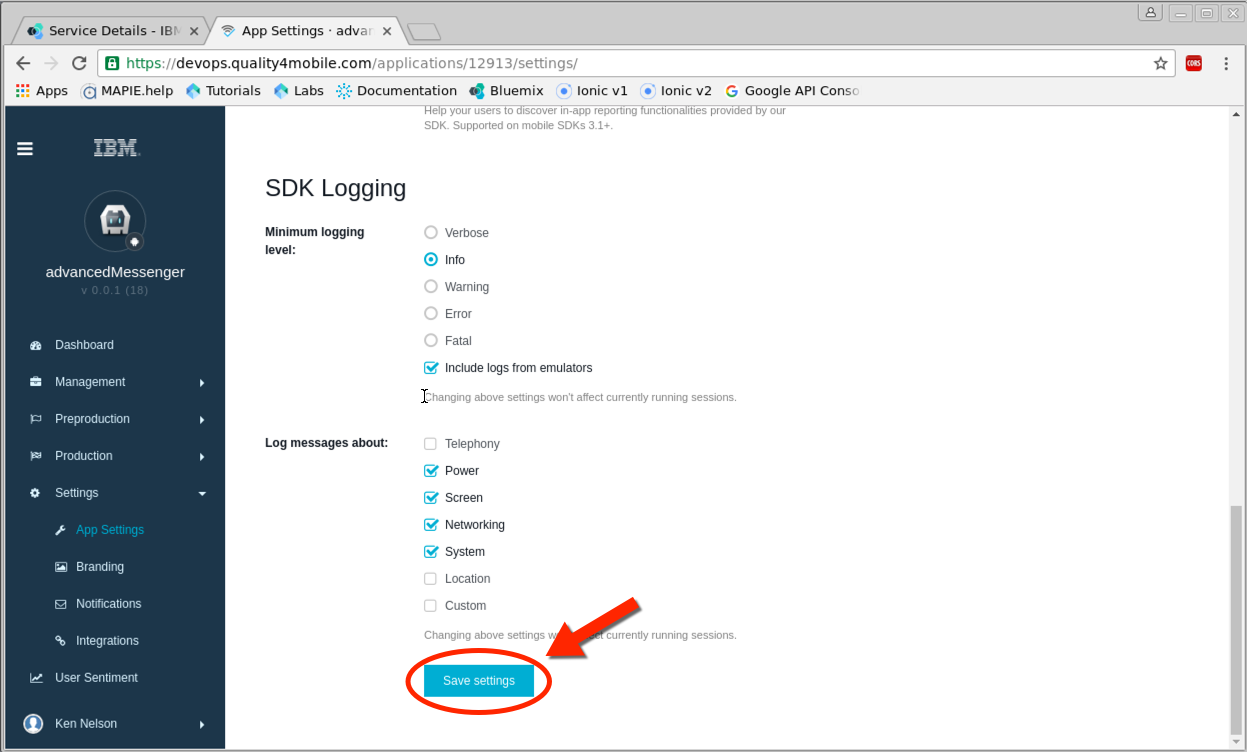 Service Details - IBM
App Settings · advan
https://devops.quality4mobile.com/applications/12913/settings/
CORS
Apps
MAPIE.help
Tutorials
Labs
Documentation
Bluemix
Ionic v1
Ionic v2
Google API Conso
IBM
advancedMessenger
v 0.0.1 (18)
Dashboard
Management
Preproduction
Production
Settings
App Settings
Branding
Notifications
Integrations
User Sentiment
Ken Nelson
Help your users to discover in-app reporting functionalities provided by our
SDK. Supported on mobile SDKs 3.1+.
SDK Logging
Minimum logging
level:
Verbose
Info
Warning
Error
Fatal
Include logs from emulators
Changing above settings won't affect currently running sessions.
Log messages about:
Telephony
Power
Screen
Networking
System
Location
Custom
Changing above settings currently running sessions.
Save settings